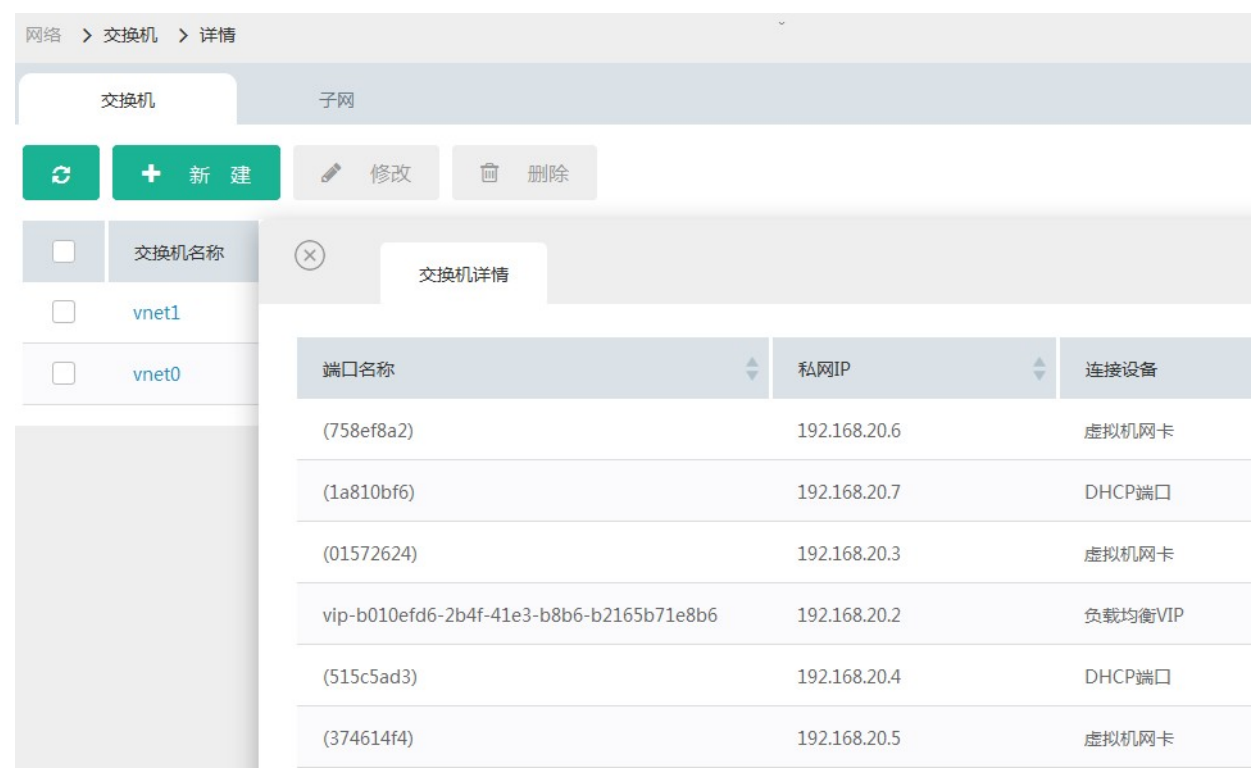 网络 > 交换机 > 详情
交换机 子网
新 建 修改 删除
交换机名称
vnet1
vnet0
交换机详情
端口名称 私网IP 连接设备
(758ef8a2) 192.168.20.6 虚拟机网卡
(1a810bf6) 192.168.20.7 DHCP端口
(01572624) 192.168.20.3 虚拟机网卡
vip-b010efd6-2b4f-41e3-b8b6-b2165b71e8b6 192.168.20.2 负载均衡VIP
(515c5ad3) 192.168.20.4 DHCP端口
(374614f4) 192.168.20.5 虚拟机网卡